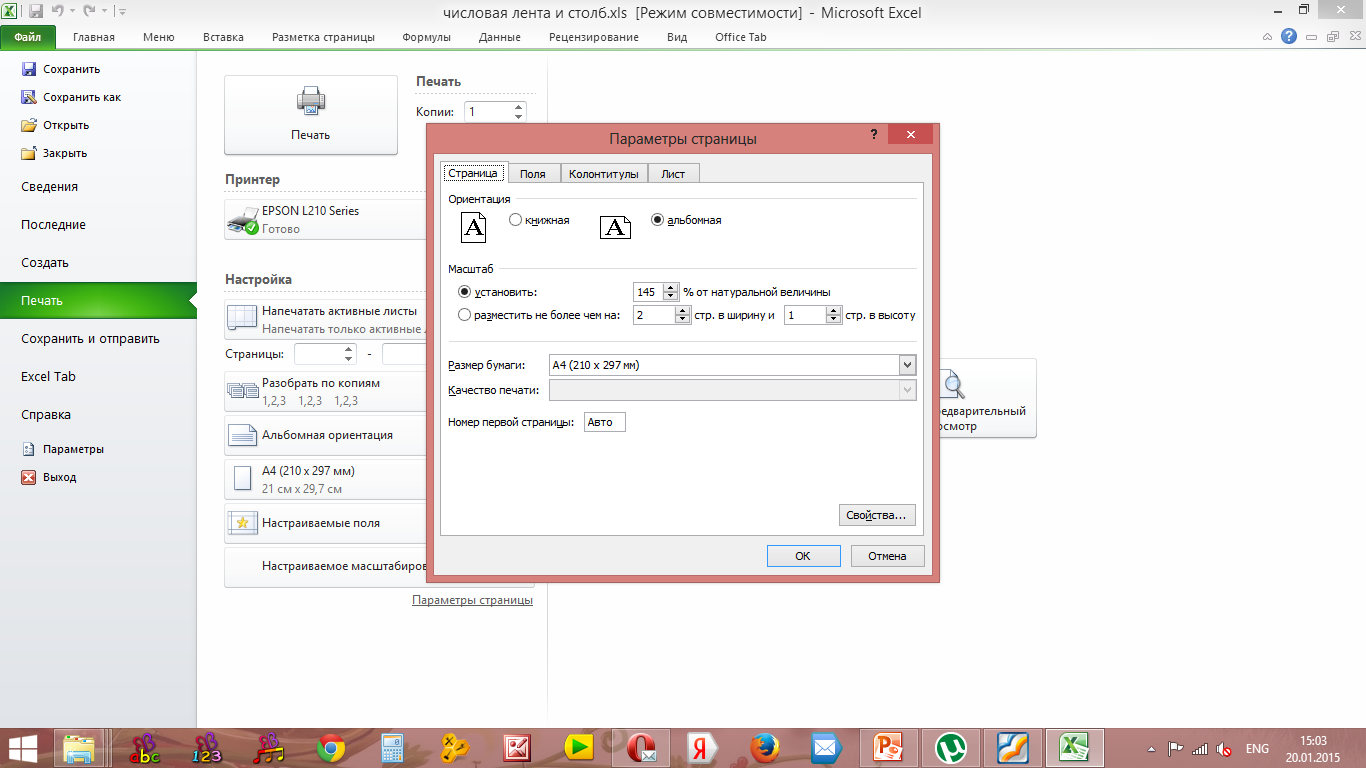 числовая лента и столб.xls [Режим совместимости] - Microsoft Excel
Файл Главная Меню Вставка Разметка страницы Формулы Данные Рецензирование Вид Office Tab
Сохранить
Сохранить как
Открыть
Закрыть
Сведения
Последние
Создать
Печать
Сохранить и отправить
Excel Tab
Справка
Параметры
Выход
Печать
Печать
Копии: 1
Принтер
EPSON L210 Series
Готово
Настройка
Напечатать активные листы
Напечатать только активные
Страницы: -
Разобрать по копиям
1,2,3 1,2,3 1,2,3
Альбомная ориентация
A4 (210 x 297 мм)
21 см x 29,7 см
Настраиваемые поля
Настраиваемое масштабиров
Параметры страницы
Параметры страницы
?
Страница Поля Колонтитулы Лист
Ориентация
A книжная A альбомная
Масштаб
установить: 145 % от натуральной величины
разместить не более чем на: 2 стр. в ширину и 1 стр. в высоту
Размер бумаги: A4 (210 x 297 мм)
Качество печати:
Номер первой страницы: Авто
Свойства...
ОК Отмена
едварительный
смотр
abc
123
Я
ENG
15:03
20.01.2015